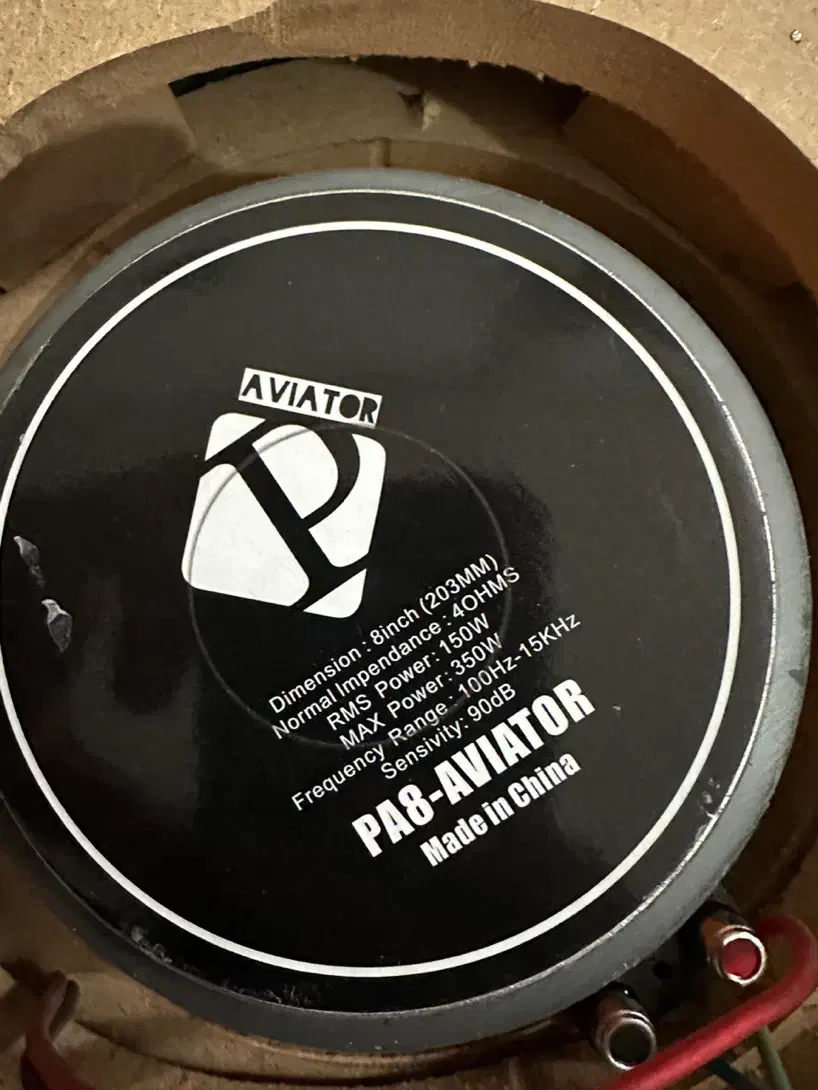 AVIATOR
P
Dimension : 8inch (203MM)
Normal Impendance : 4OHMS
RMS Power: 150W
MAX Power: 350W
Frequency Range 100Hz-15KHz
Sensivity: 90dB
PA8-AVIATOR
Made in China